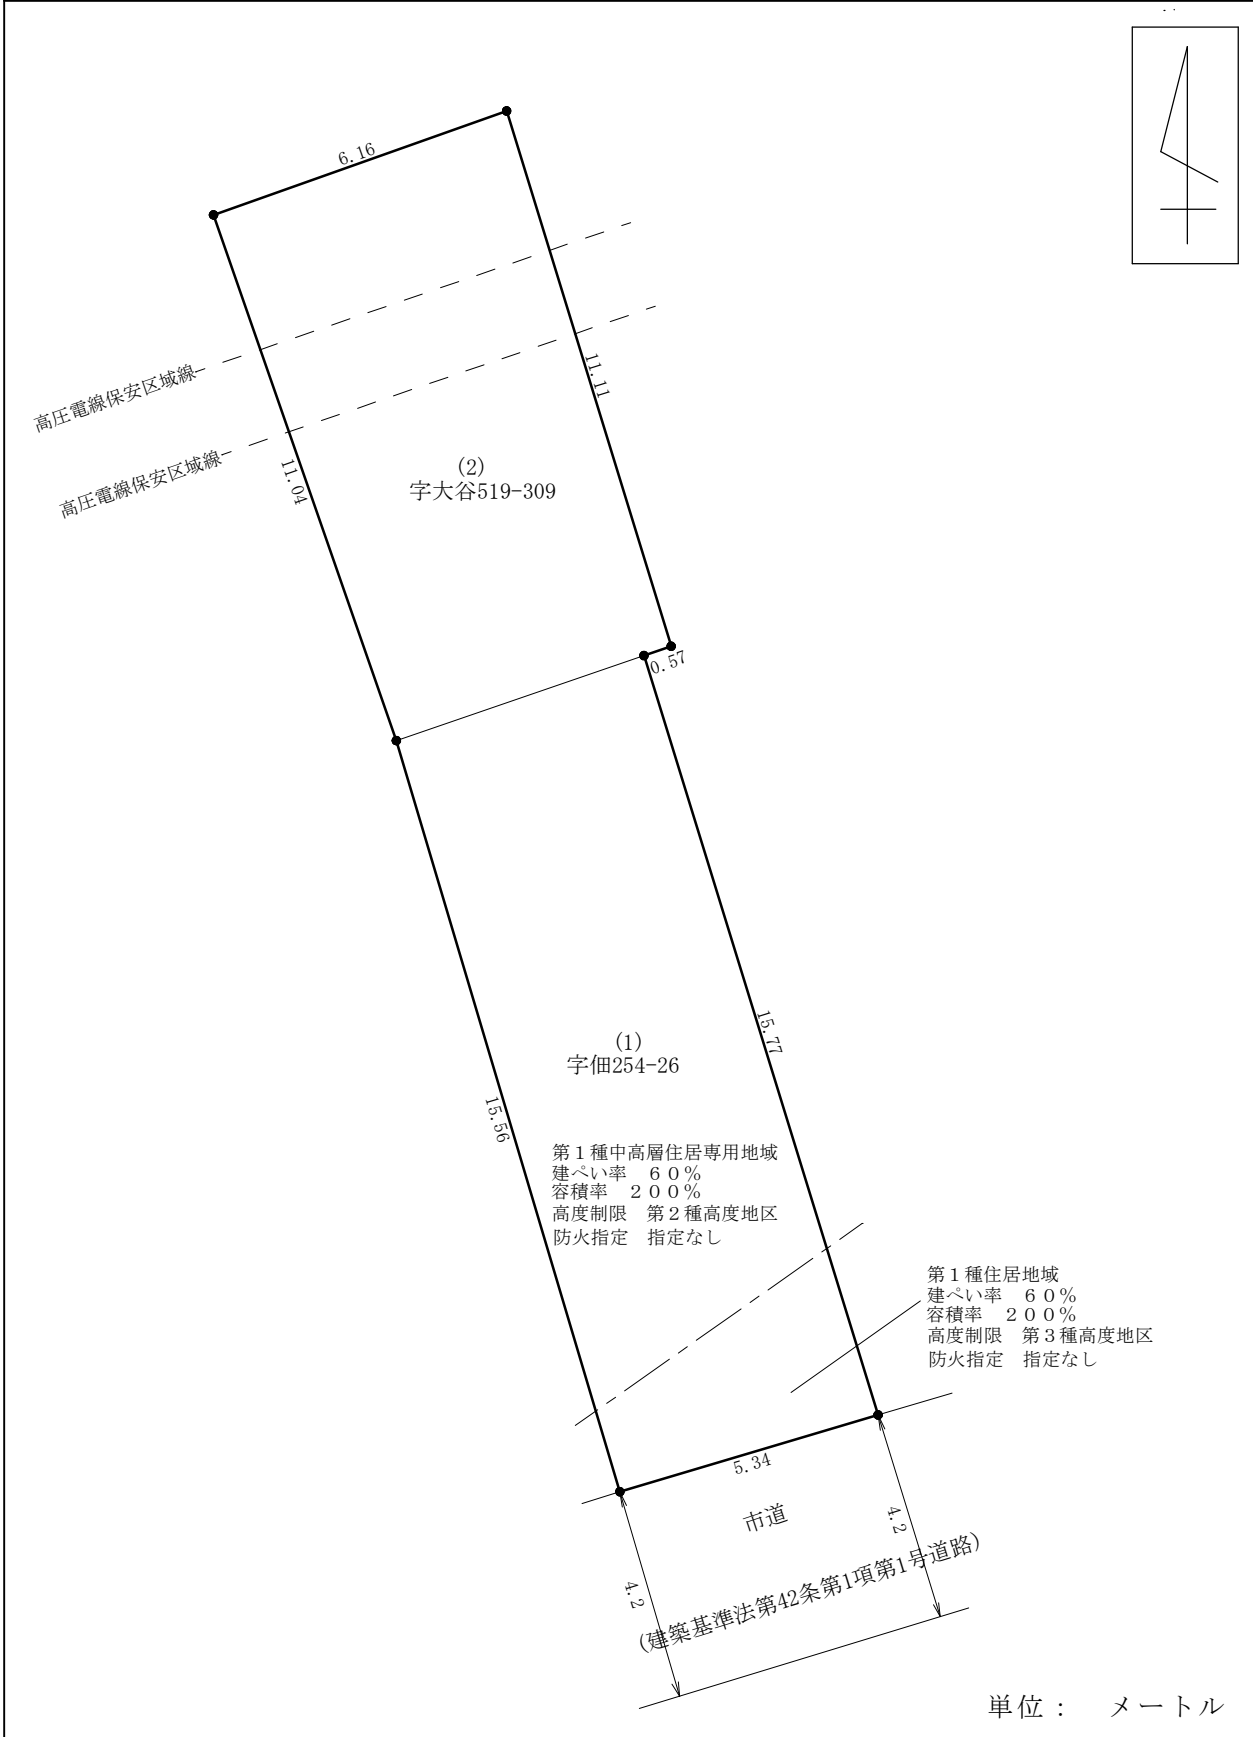 6.16
11.11
高圧電線保安区域線
高圧電線保安区域線
11.04
(2)
字大谷519-309
0.57
15.77
(1)
字佃254-26
15.56
第１種中高層住居専用地域
建ぺい率　６０％
容積率　２００％
高度制限　第２種高度地区
防火指定　指定なし
第１種住居地域
建ぺい率　６０％
容積率　２００％
高度制限　第３種高度地区
防火指定　指定なし
5.34
市道
4.2
4.2
(建築基準法第42条第1項第1号道路)
単位：　メートル